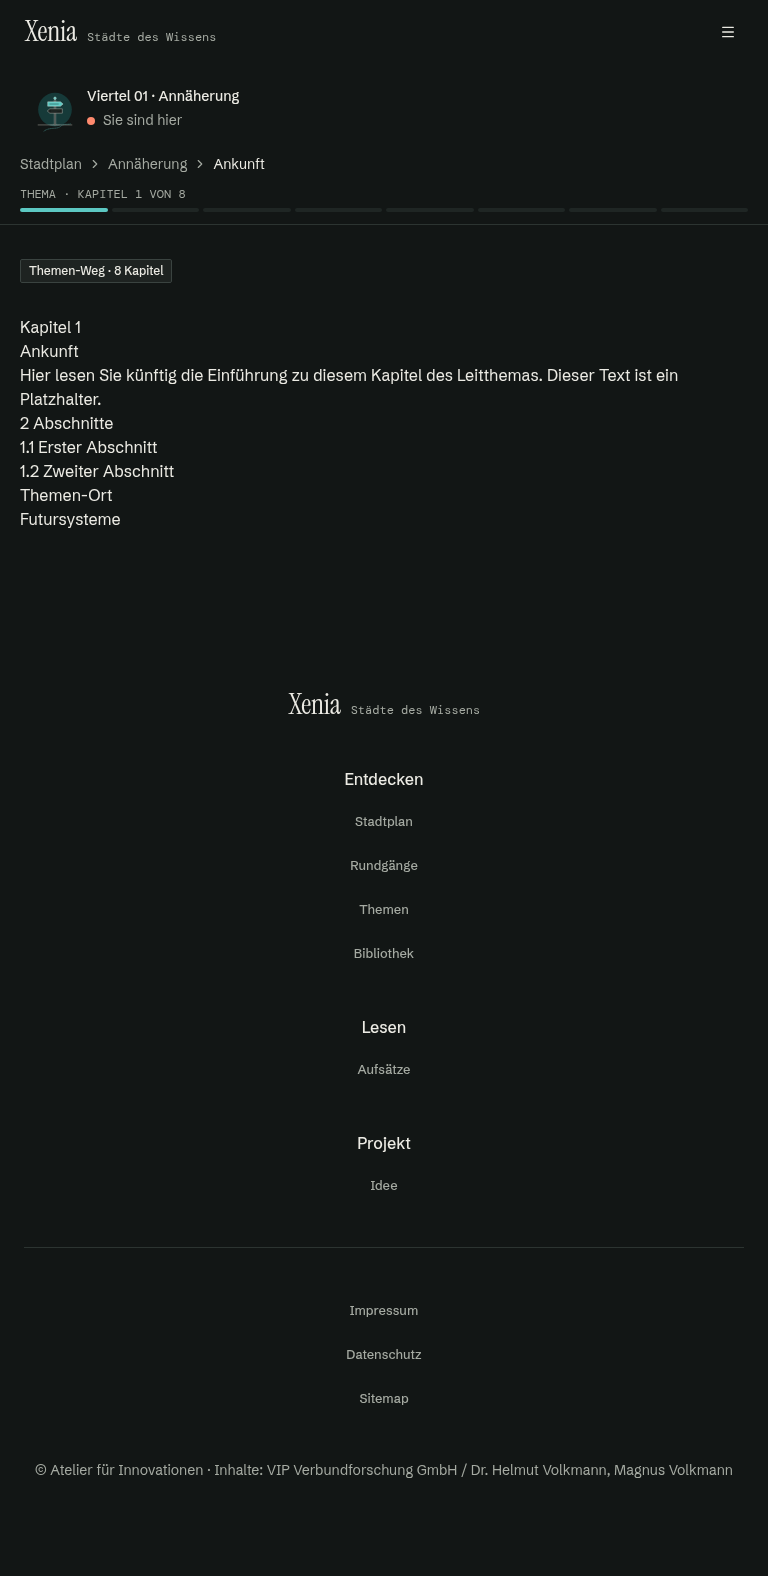 Xenia Städte des Wissens
Viertel 01 · Annäherung
Sie sind hier
Stadtplan > Annäherung > Ankunft
THEMA · KAPITEL 1 VON 8
Themen-Weg · 8 Kapitel
Kapitel 1
Ankunft
Hier lesen Sie künftig die Einführung zu diesem Kapitel des Leitthemas. Dieser Text ist ein
Platzhalter.
2 Abschnitte
1.1 Erster Abschnitt
1.2 Zweiter Abschnitt
Themen-Ort
Futursysteme
Xenia Städte des Wissens
Entdecken
Stadtplan
Rundgänge
Themen
Bibliothek
Lesen
Aufsätze
Projekt
Idee
Impressum
Datenschutz
Sitemap
© Atelier für Innovationen · Inhalte: VIP Verbundforschung GmbH / Dr. Helmut Volkmann, Magnus Volkmann